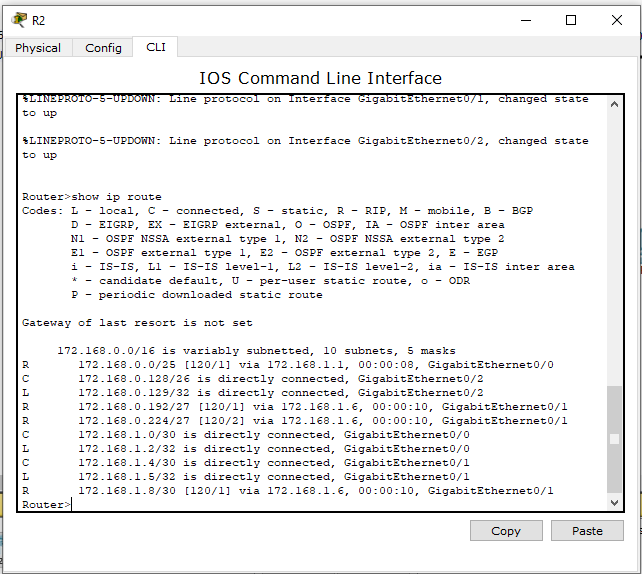 R2
Physical Config CLI
IOS Command Line Interface
%LINEPROTO-5-UPDOWN: Line protocol on Interface GigabitEthernet0/1, changed state
to up
%LINEPROTO-5-UPDOWN: Line protocol on Interface GigabitEthernet0/2, changed state
to up
Router>show ip route
Codes: L - local, C - connected, S - static, R - RIP, M - mobile, B - BGP
D - EIGRP, EX - EIGRP external, O - OSPF, IA - OSPF inter area
N1 - OSPF NSSA external type 1, N2 - OSPF NSSA external type 2
E1 - OSPF external type 1, E2 - OSPF external type 2, E - EGP
i - IS-IS, L1 - IS-IS level-1, L2 - IS-IS level-2, ia - IS-IS inter area
* - candidate default, U - per-user static route, o - ODR
P - periodic downloaded static route
Gateway of last resort is not set
172.168.0.0/16 is variably subnetted, 10 subnets, 5 masks
R 172.168.0.0/25 [120/1] via 172.168.1.1, 00:00:08, GigabitEthernet0/0
C 172.168.0.128/26 is directly connected, GigabitEthernet0/2
L 172.168.0.129/32 is directly connected, GigabitEthernet0/2
R 172.168.0.192/27 [120/1] via 172.168.1.6, 00:00:10, GigabitEthernet0/1
R 172.168.0.224/27 [120/2] via 172.168.1.6, 00:00:10, GigabitEthernet0/1
C 172.168.1.0/30 is directly connected, GigabitEthernet0/0
L 172.168.1.2/32 is directly connected, GigabitEthernet0/0
C 172.168.1.4/30 is directly connected, GigabitEthernet0/1
L 172.168.1.5/32 is directly connected, GigabitEthernet0/1
R 172.168.1.8/30 [120/1] via 172.168.1.6, 00:00:10, GigabitEthernet0/1
Router>
Copy Paste